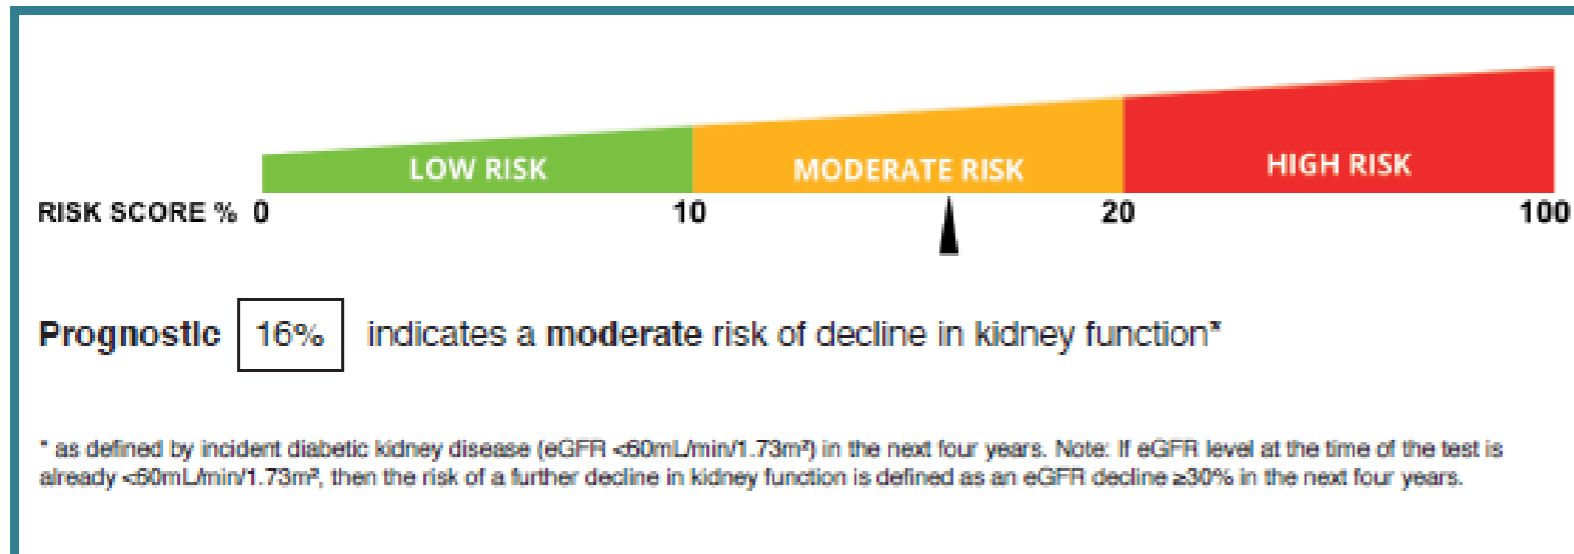 LOW RISK MODERATE RISK HIGH RISK
RISK SCORE % 0 10 20 100
Prognostic 16% indicates a moderate risk of decline in kidney function*
* as defined by incident diabetic kidney disease (eGFR <60mL/min/1.73m²) in the next four years. Note: If eGFR level at the time of the test is
already <60mL/min/1.73m², then the risk of a further decline in kidney function is defined as an eGFR decline ≥30% in the next four years.